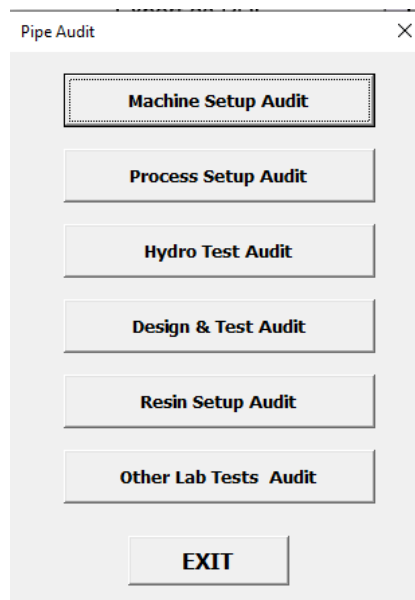 Pipe Audit
Machine Setup Audit
Process Setup Audit
Hydro Test Audit
Design & Test Audit
Resin Setup Audit
Other Lab Tests  Audit
EXIT